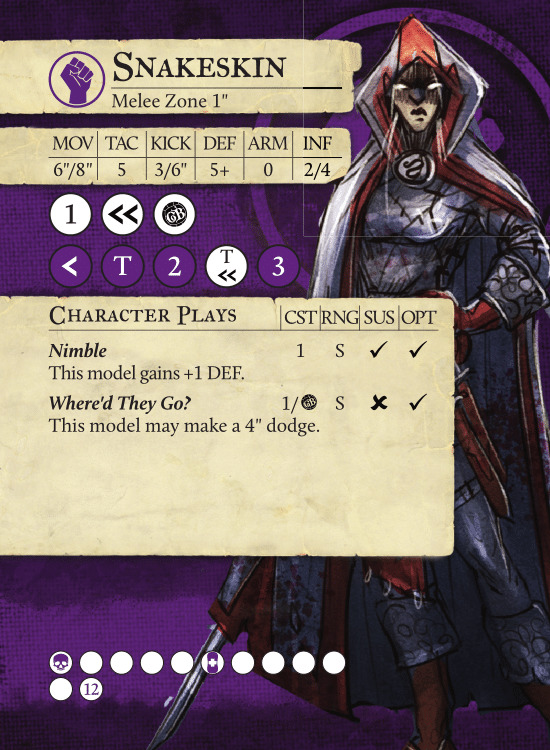 Snakeskin
Melee Zone 1"
MOV TAC KICK DEF ARM INF
6"/8" 5 3/6" 5+ 0 2/4
1 << GB
< T 2 T << 3
Character Plays CST RNG SUS OPT
Nimble 1 S ✓ ✓
This model gains +1 DEF.
Where'd They Go? 1/GB S ✗ ✓
This model may make a 4" dodge.
12